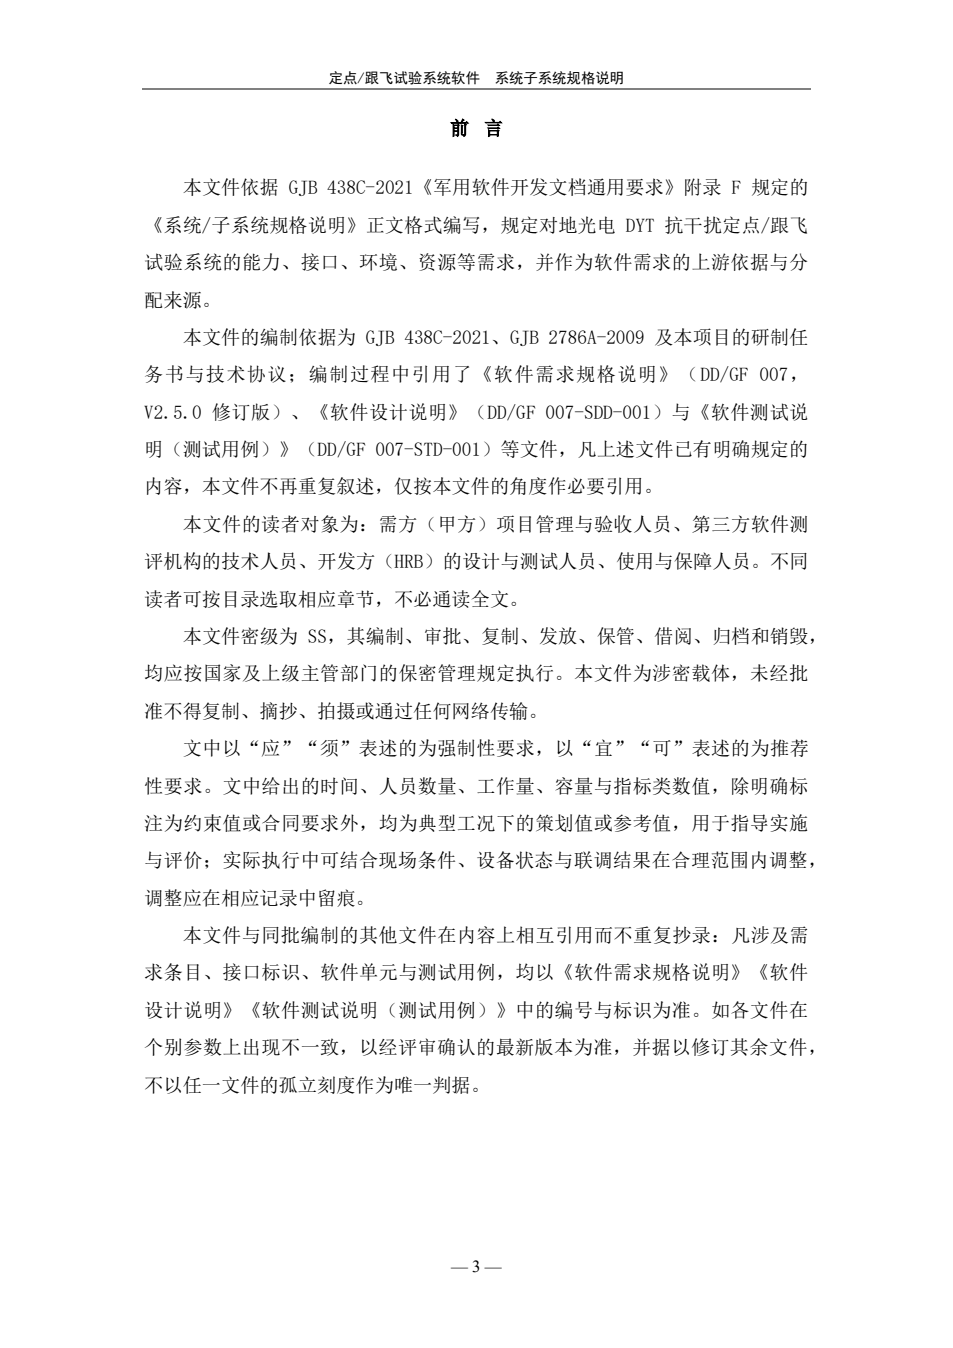 定点/跟飞试验系统软件　系统子系统规格说明
前 言
本文件依据 GJB 438C-2021《军用软件开发文档通用要求》附录 F 规定的
《系统/子系统规格说明》正文格式编写，规定对地光电 DYT 抗干扰定点/跟飞
试验系统的能力、接口、环境、资源等需求，并作为软件需求的上游依据与分
配来源。
本文件的编制依据为 GJB 438C-2021、GJB 2786A-2009 及本项目的研制任
务书与技术协议；编制过程中引用了《软件需求规格说明》（DD/GF 007，
V2.5.0 修订版）、《软件设计说明》（DD/GF 007-SDD-001）与《软件测试说
明（测试用例）》（DD/GF 007-STD-001）等文件，凡上述文件已有明确规定的
内容，本文件不再重复叙述，仅按本文件的角度作必要引用。
本文件的读者对象为：需方（甲方）项目管理与验收人员、第三方软件测
评机构的技术人员、开发方（HRB）的设计与测试人员、使用与保障人员。不同
读者可按目录选取相应章节，不必通读全文。
本文件密级为 SS，其编制、审批、复制、发放、保管、借阅、归档和销毁，
均应按国家及上级主管部门的保密管理规定执行。本文件为涉密载体，未经批
准不得复制、摘抄、拍摄或通过任何网络传输。
文中以“应”“须”表述的为强制性要求，以“宜”“可”表述的为推荐
性要求。文中给出的时间、人员数量、工作量、容量与指标类数值，除明确标
注为约束值或合同要求外，均为典型工况下的策划值或参考值，用于指导实施
与评价；实际执行中可结合现场条件、设备状态与联调结果在合理范围内调整，
调整应在相应记录中留痕。
本文件与同批编制的其他文件在内容上相互引用而不重复抄录：凡涉及需
求条目、接口标识、软件单元与测试用例，均以《软件需求规格说明》《软件
设计说明》《软件测试说明（测试用例）》中的编号与标识为准。如各文件在
个别参数上出现不一致，以经评审确认的最新版本为准，并据以修订其余文件，
不以任一文件的孤立刻度作为唯一判据。
— 3 —